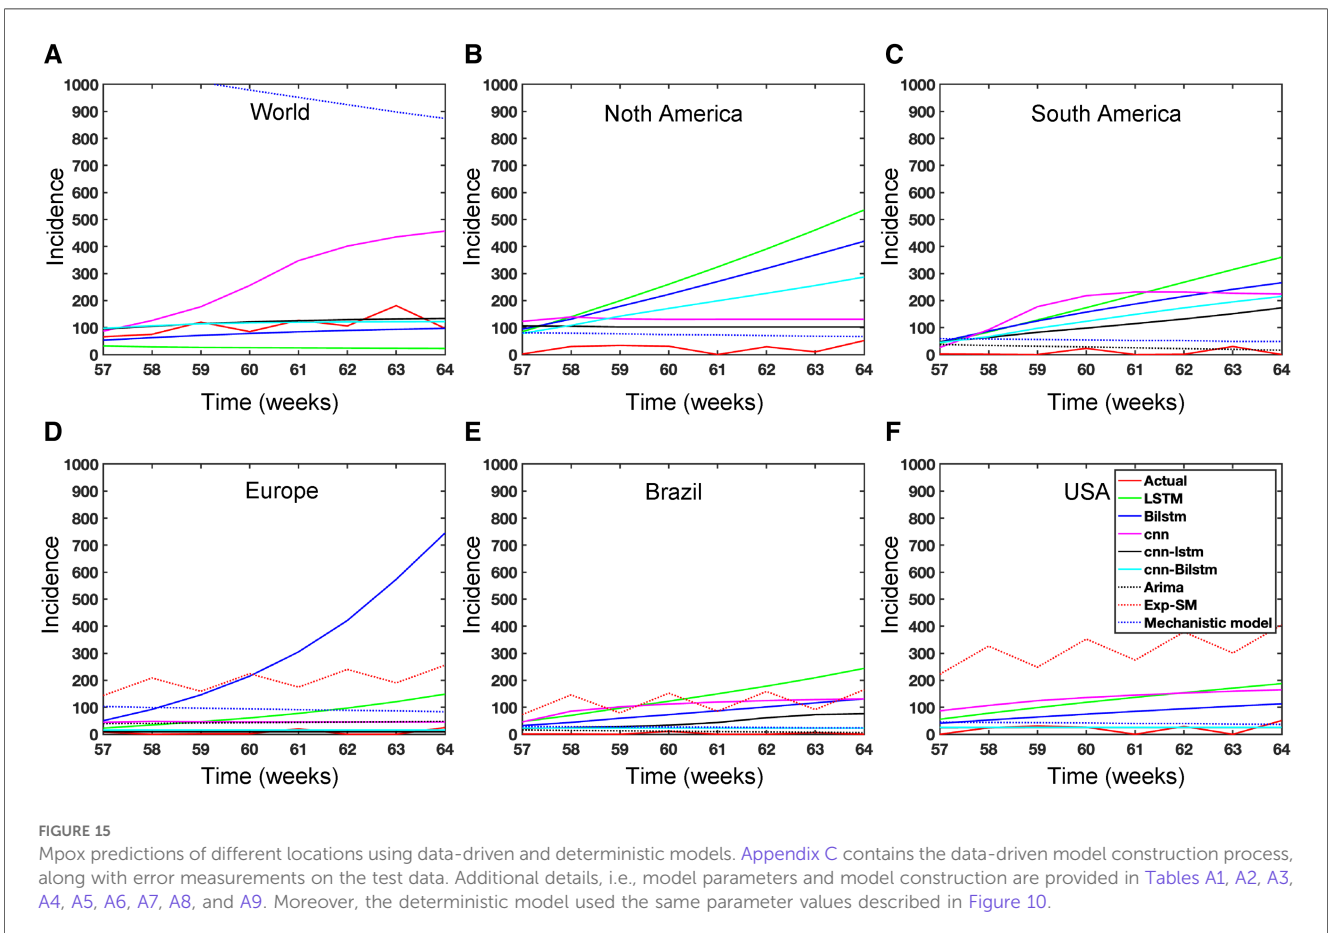 A
B
C
1000
900
800
700
600
500
400
300
200
100
0
Incidence
World
57 58 59 60 61 62 63 64
Time (weeks)
1000
900
800
700
600
500
400
300
200
100
0
Incidence
Noth America
57 58 59 60 61 62 63 64
Time (weeks)
1000
900
800
700
600
500
400
300
200
100
0
Incidence
South America
57 58 59 60 61 62 63 64
Time (weeks)
D
E
F
1000
900
800
700
600
500
400
300
200
100
0
Incidence
Europe
57 58 59 60 61 62 63 64
Time (weeks)
1000
900
800
700
600
500
400
300
200
100
0
Incidence
Brazil
57 58 59 60 61 62 63 64
Time (weeks)
1000
900
800
700
600
500
400
300
200
100
0
Incidence
USA
Actual
LSTM
Bilstm
cnn
cnn-lstm
cnn-Bilstm
Arima
Exp-SM
Mechanistic model
57 58 59 60 61 62 63 64
Time (weeks)
FIGURE 15
Mpox predictions of different locations using data-driven and deterministic models. Appendix C contains the data-driven model construction process,
along with error measurements on the test data. Additional details, i.e., model parameters and model construction are provided in Tables A1, A2, A3,
A4, A5, A6, A7, A8, and A9. Moreover, the deterministic model used the same parameter values described in Figure 10.